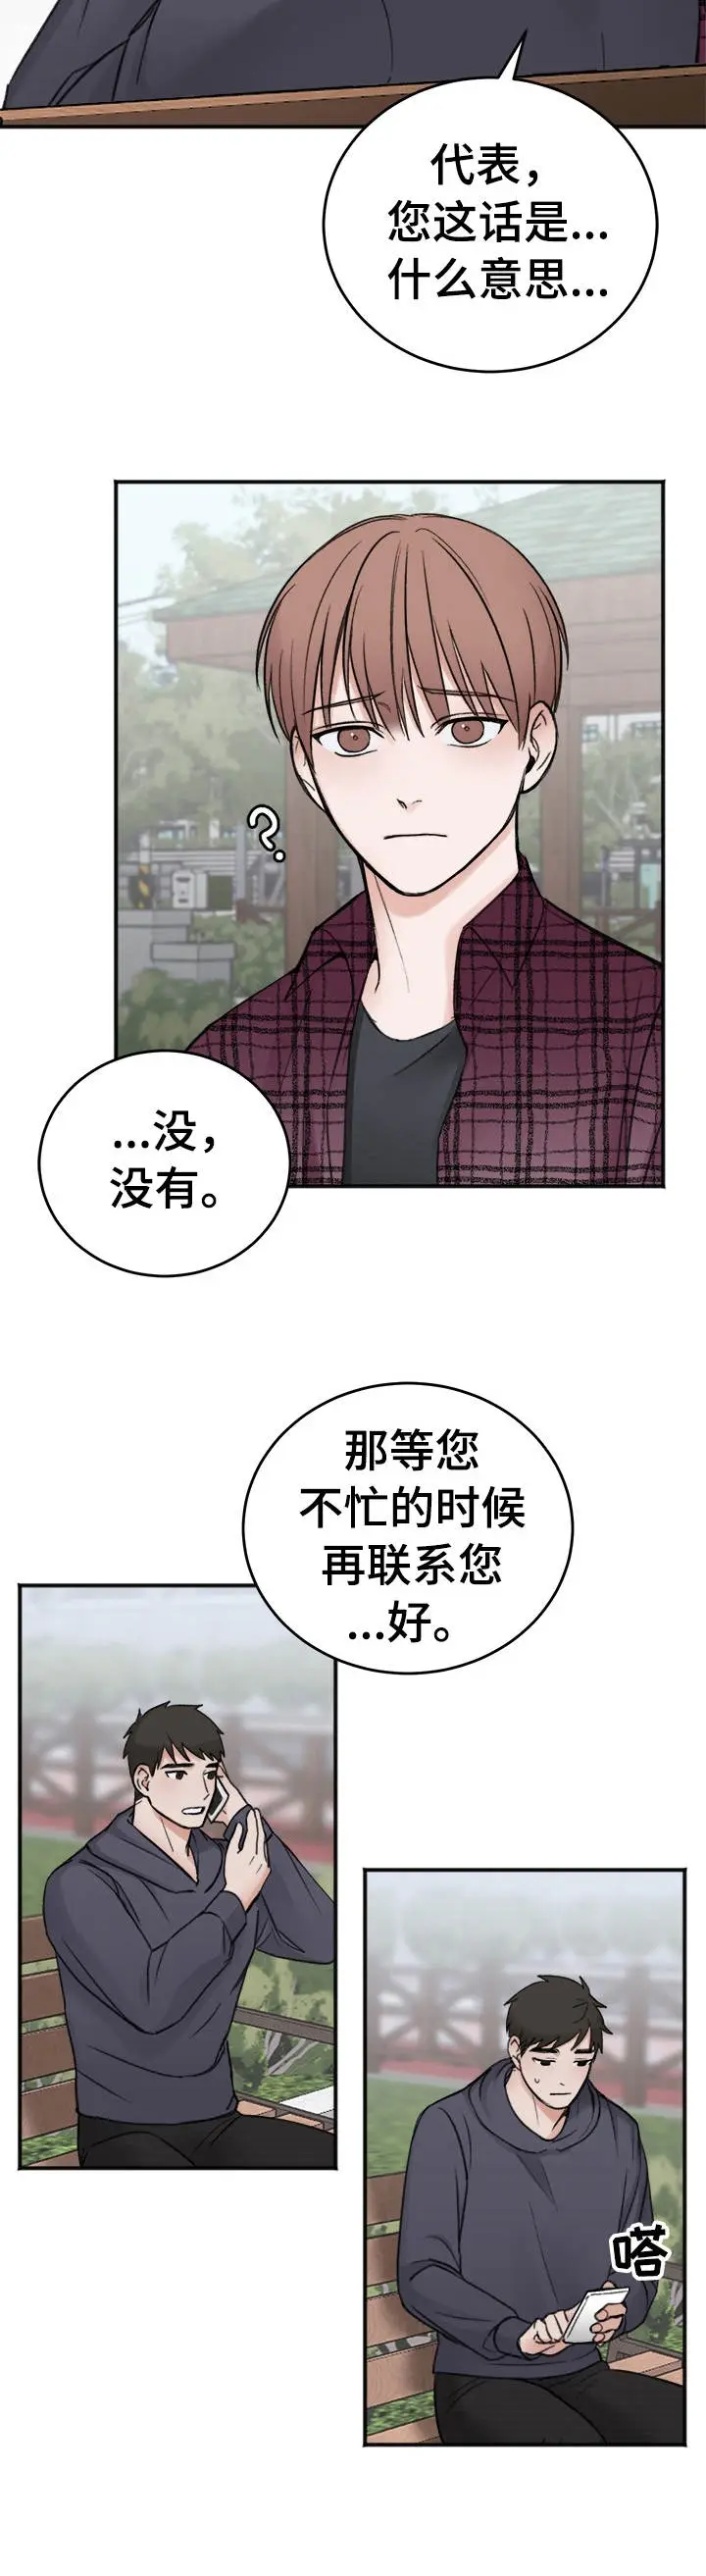 代表，
您这话是...
什么意思...
?
...没，
没有。
那等您
不忙的时候
再联系您
...好。
嗒